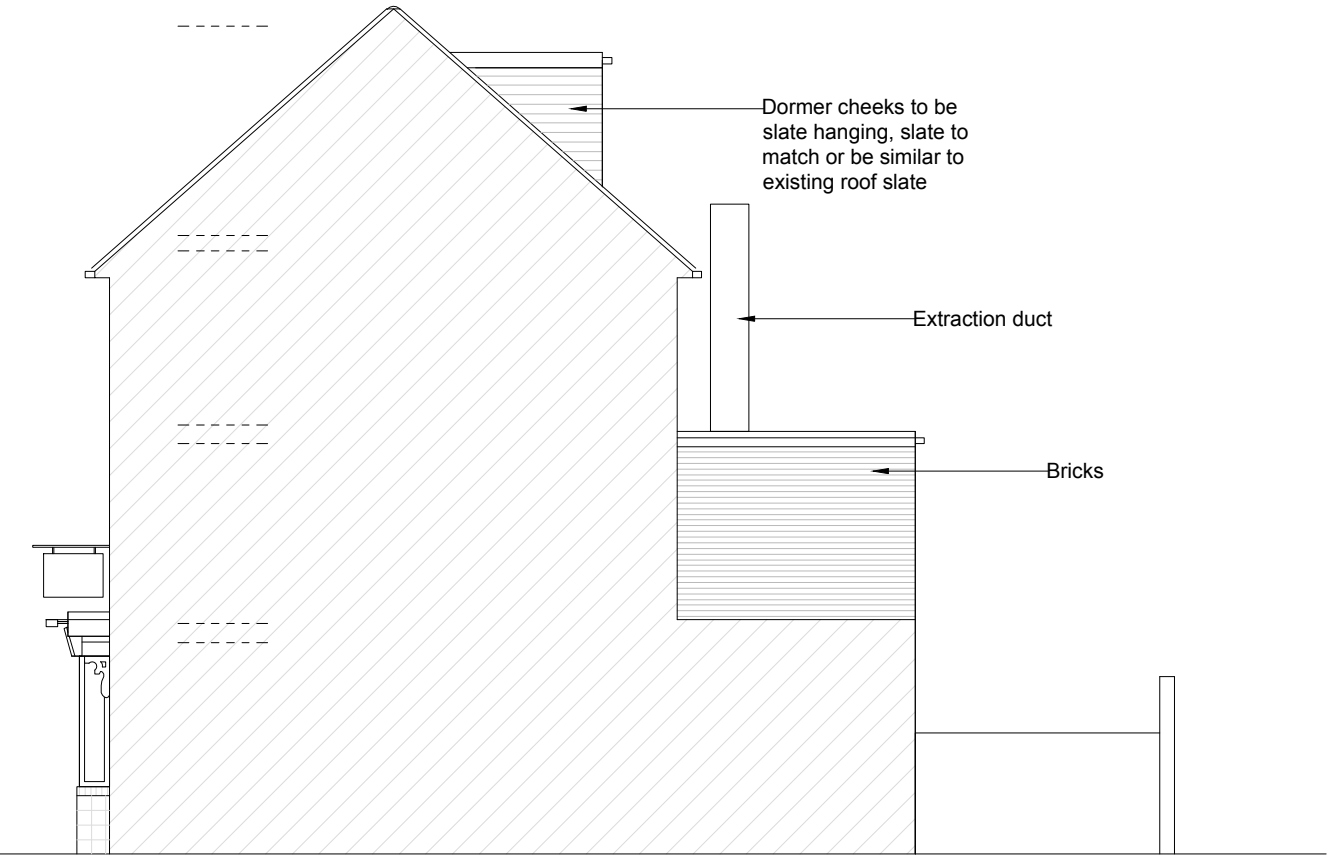 Dormer cheeks to be
slate hanging, slate to
match or be similar to
existing roof slate
Extraction duct
Bricks